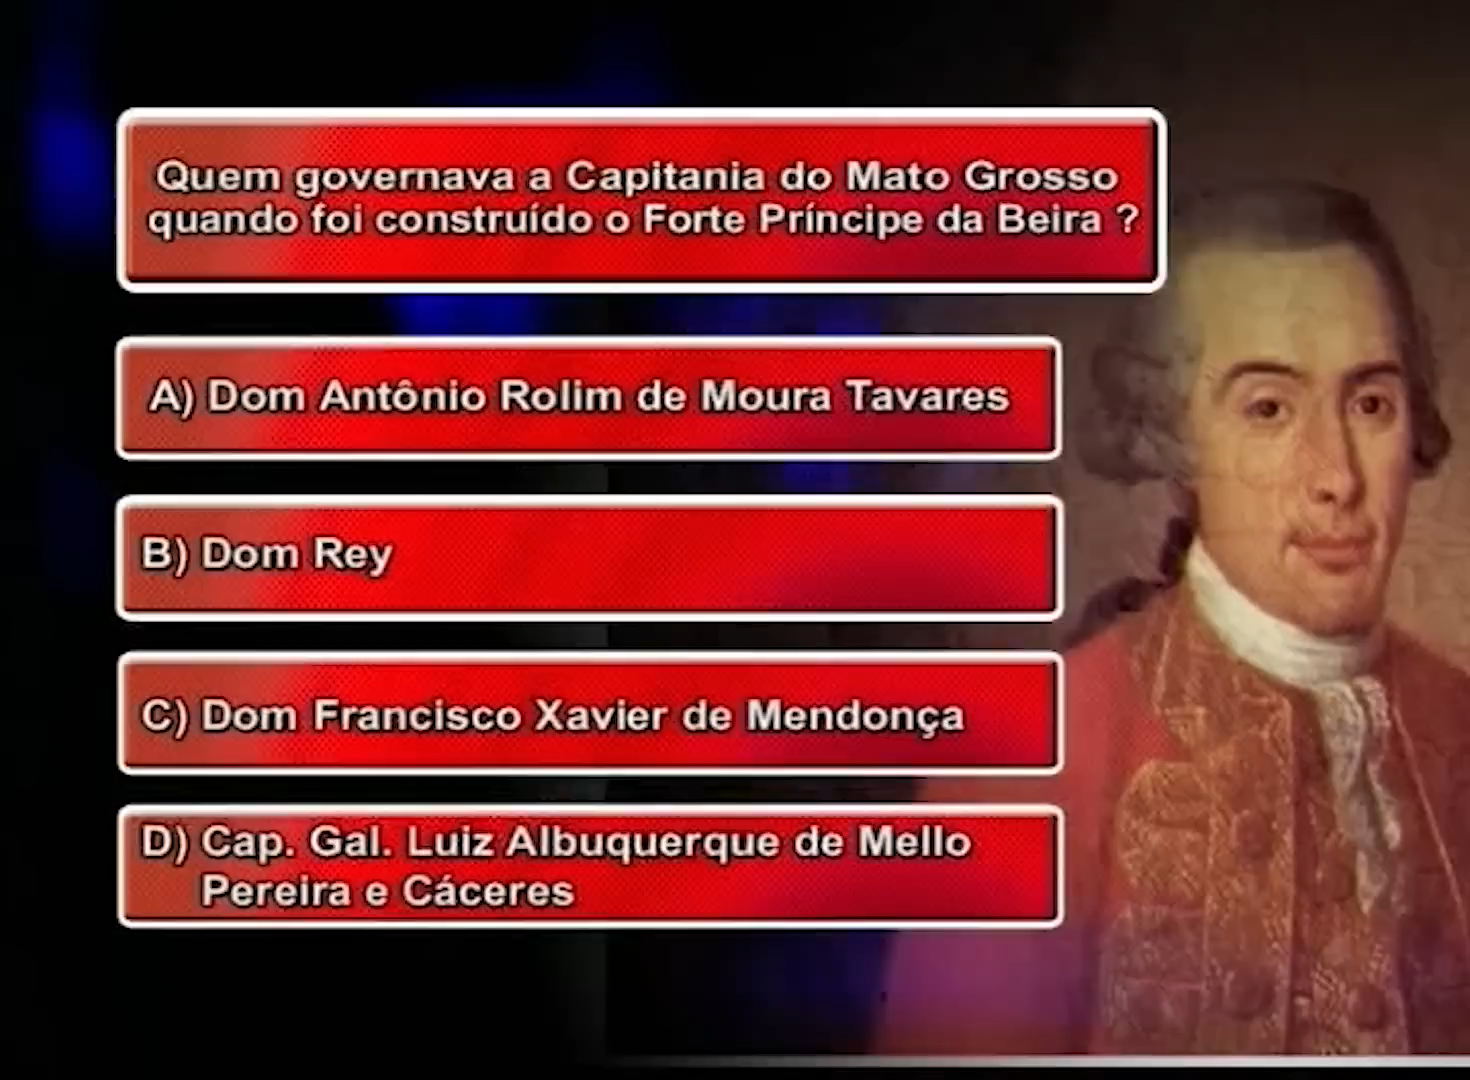 Quem governava a Capitania do Mato Grosso
quando foi construído o Forte Príncipe da Beira ?
A) Dom Antônio Rolim de Moura Tavares
B) Dom Rey
C) Dom Francisco Xavier de Mendonça
D) Cap. Gal. Luiz Albuquerque de Mello
Pereira e Cáceres